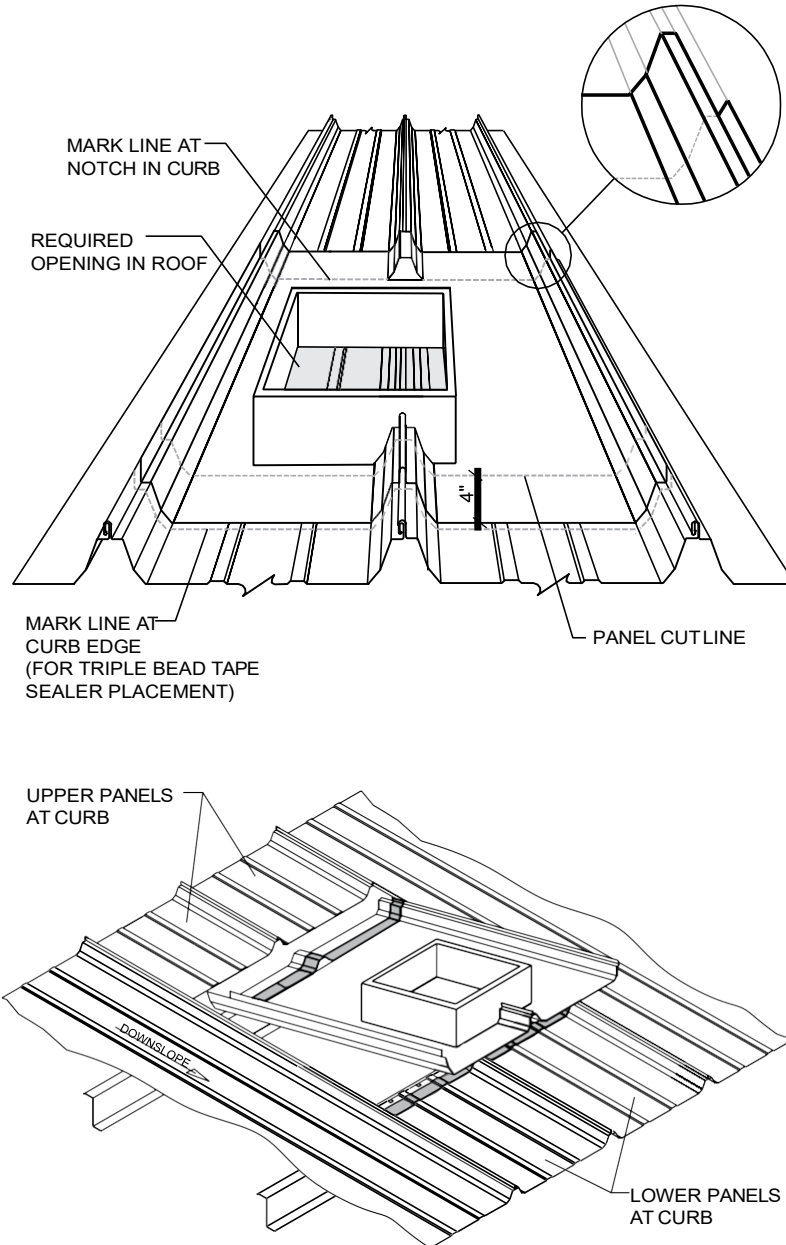 MARK LINE AT
NOTCH IN CURB
REQUIRED
OPENING IN ROOF
4"
MARK LINE AT
CURB EDGE
(FOR TRIPLE BEAD TAPE
SEALER PLACEMENT)
PANEL CUTLINE
UPPER PANELS
AT CURB
DOWNSLOPE
LOWER PANELS
AT CURB